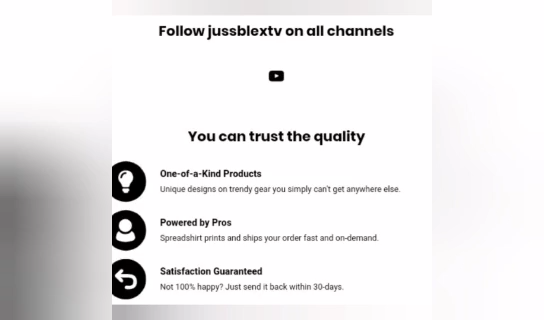 Follow jussblextv on all channels
You can trust the quality
One-of-a-Kind Products
Unique designs on trendy gear you simply can't get anywhere else.
Powered by Pros
Spreadshirt prints and ships your order fast and on-demand.
Satisfaction Guaranteed
Not 100% happy? Just send it back within 30-days.